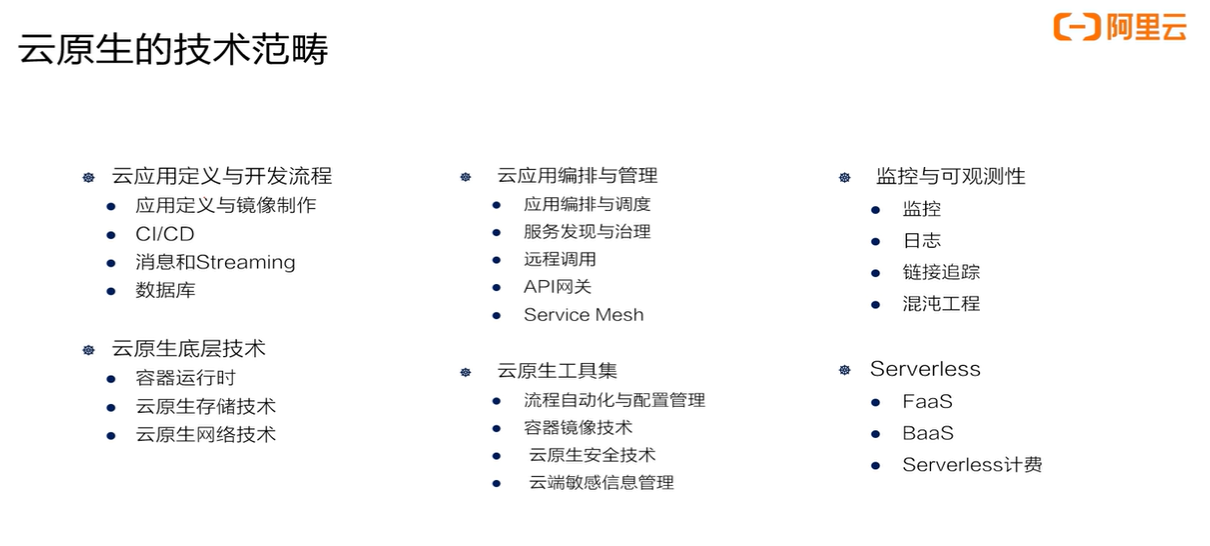 云原生的技术范畴
阿里云
云应用定义与开发流程
应用定义与镜像制作
CI/CD
消息和Streaming
数据库
云原生底层技术
容器运行时
云原生存储技术
云原生网络技术
云应用编排与管理
应用编排与调度
服务发现与治理
远程调用
API网关
Service Mesh
云原生工具集
流程自动化与配置管理
容器镜像技术
云原生安全技术
云端敏感信息管理
监控与可观测性
监控
日志
链接追踪
混沌工程
Serverless
FaaS
BaaS
Serverless计费